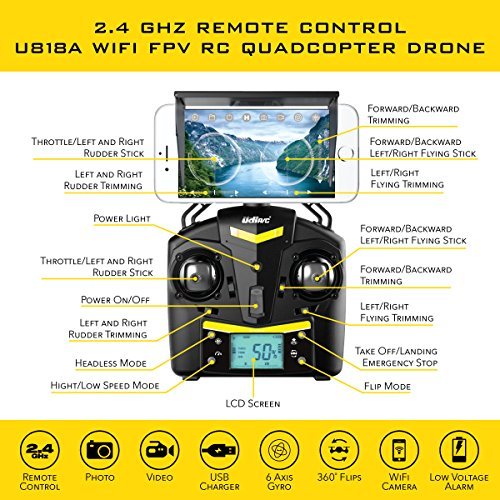 2.4 GHZ REMOTE CONTROL
U818A WIFI FPV RC QUADCOPTER DRONE
Throttle/Left and Right
Rudder Stick
Left and Right
Rudder Trimming
Forward/Backward
Trimming
Forward/Backward
Left/Right Flying Stick
Left/Right
Flying Trimming
Power Light
Throttle/Left and Right
Rudder Stick
Power On/Off
Left and Right
Rudder Trimming
Headless Mode
Hight/Low Speed Mode
udi R/C
50%
LCD Screen
Forward/Backward
Left/Right Flying Stick
Forward/Backward
Trimming
Left/Right
Flying Trimming
Take Off/Landing
Emergency Stop
Flip Mode
2.4
GHz
Remote
Control
Photo
Video
USB
Charger
6 Axis
Gyro
360° Flips
WiFi
Camera
Low Voltage
Alarm